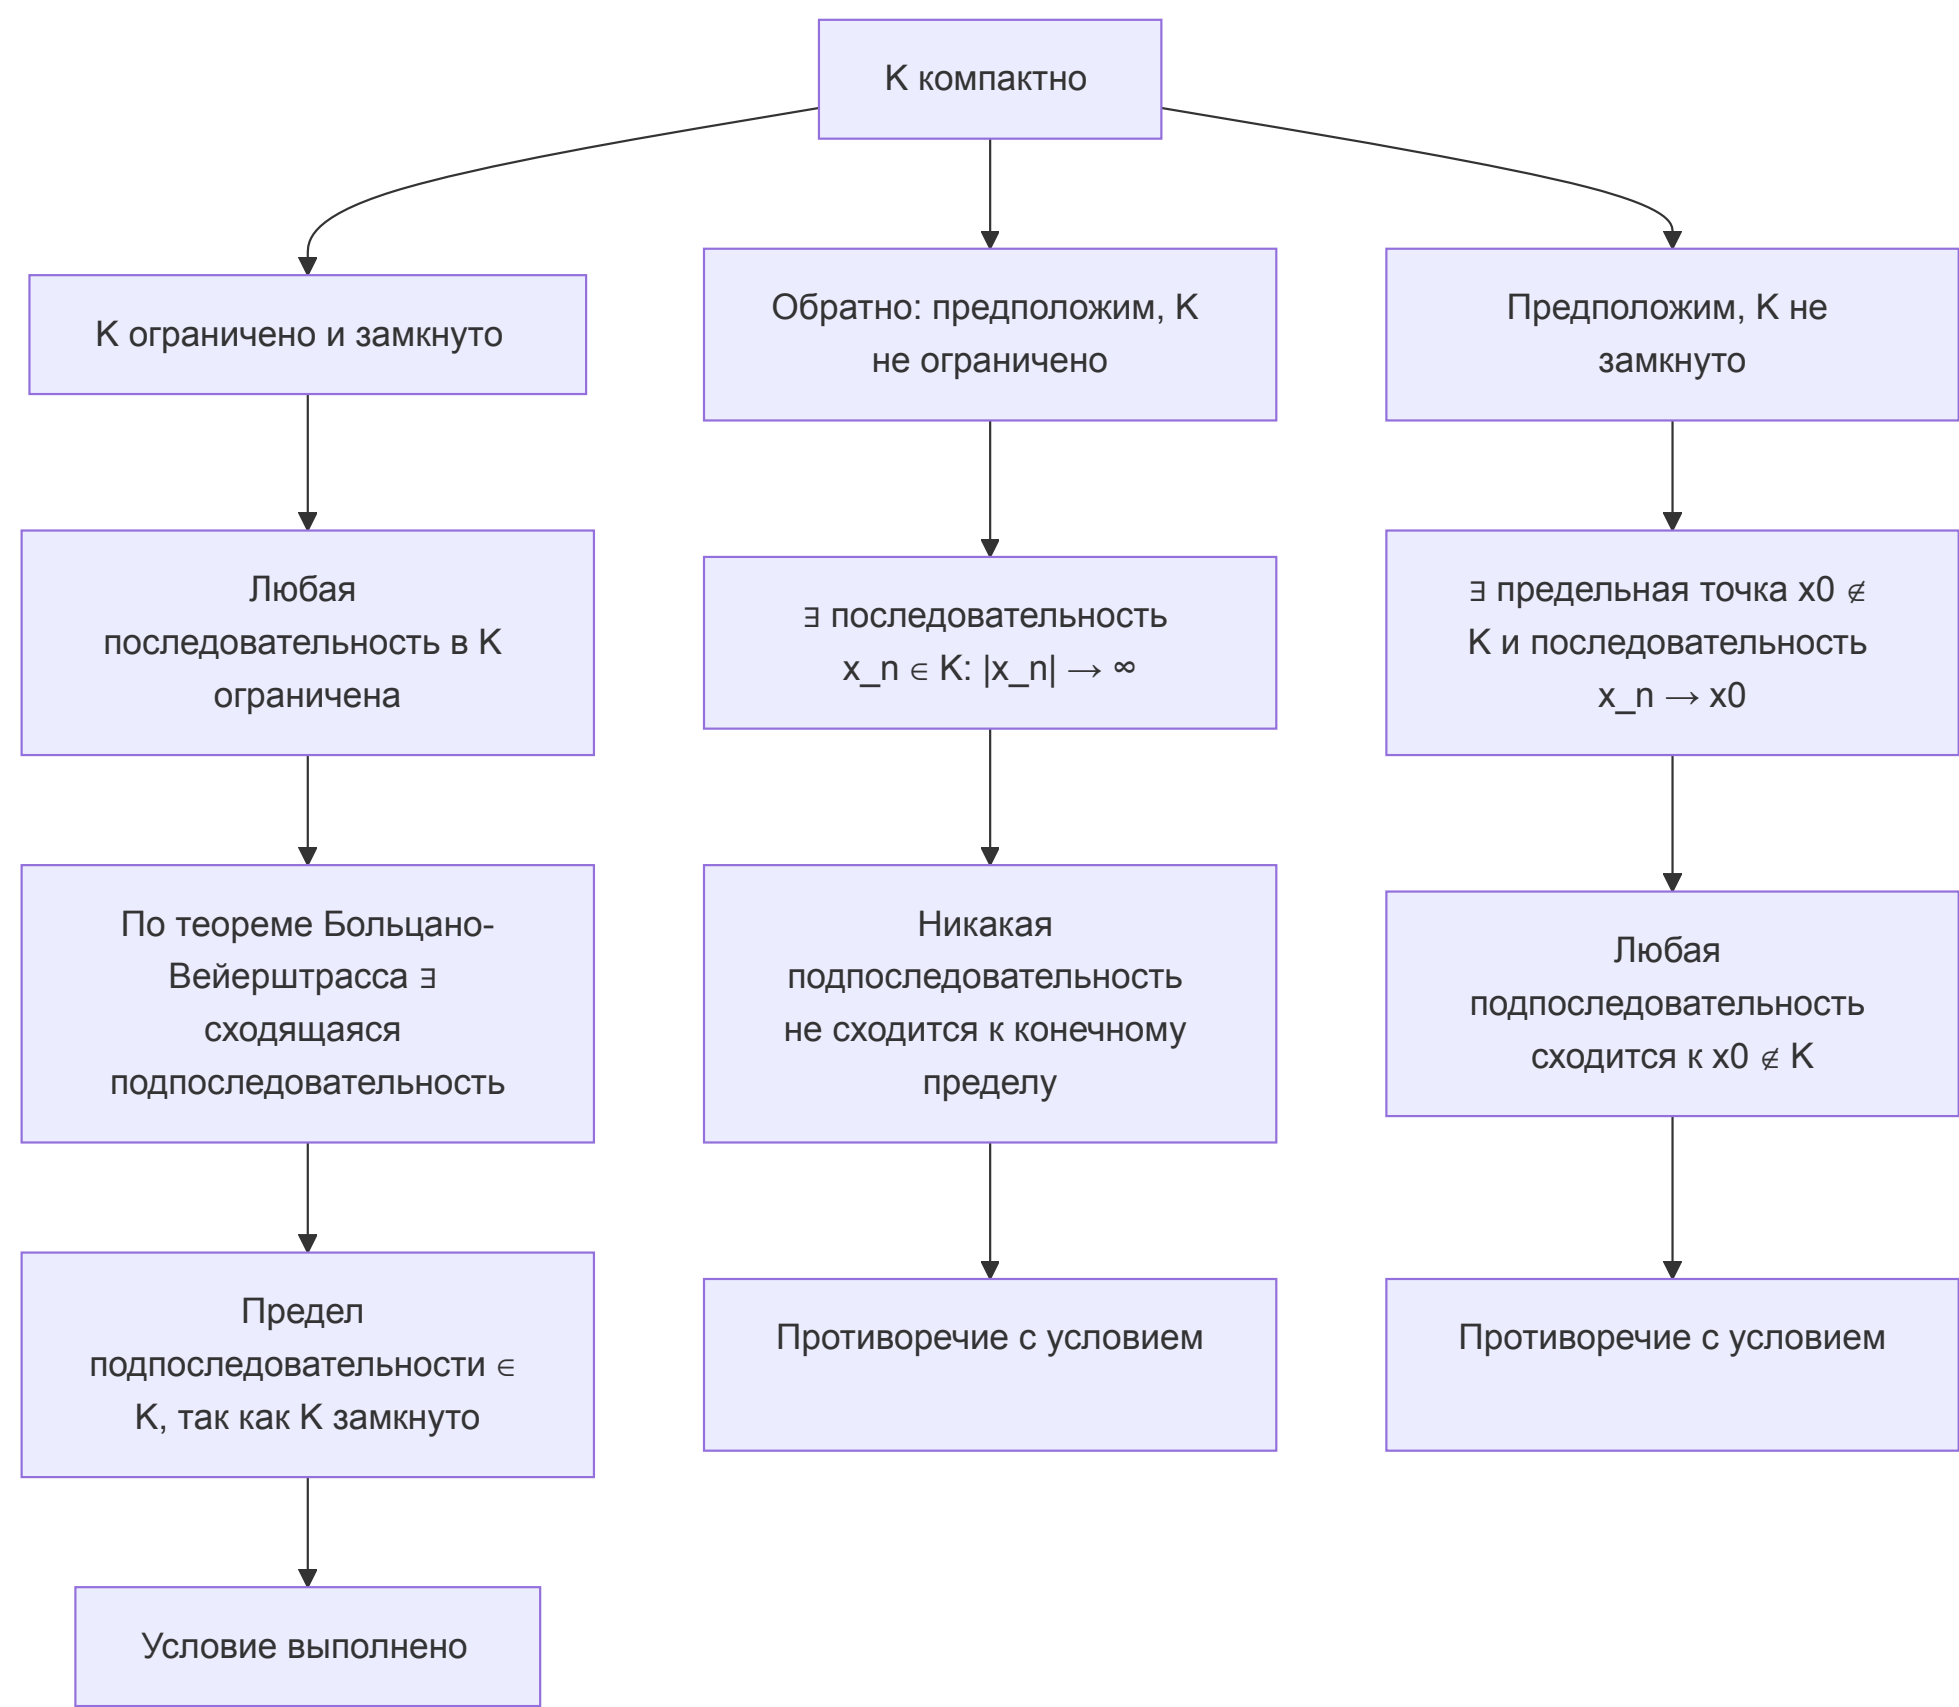 K компактно
K ограничено и замкнуто
Обратно: предположим, K
не ограничено
Предположим, K не
замкнуто
Любая
последовательность в K
ограничена
∃ последовательность
x_n ∈ K: |x_n| → ∞
∃ предельная точка x0 ∉
K и последовательность
x_n → x0
По теореме Больцано-
Вейерштрасса ∃
сходящаяся
подпоследовательность
Никакая
подпоследовательность
не сходится к конечному
пределу
Любая
подпоследовательность
сходится к x0 ∉ K
Предел
подпоследовательности ∈
K, так как K замкнуто
Противоречие с условием
Противоречие с условием
Условие выполнено